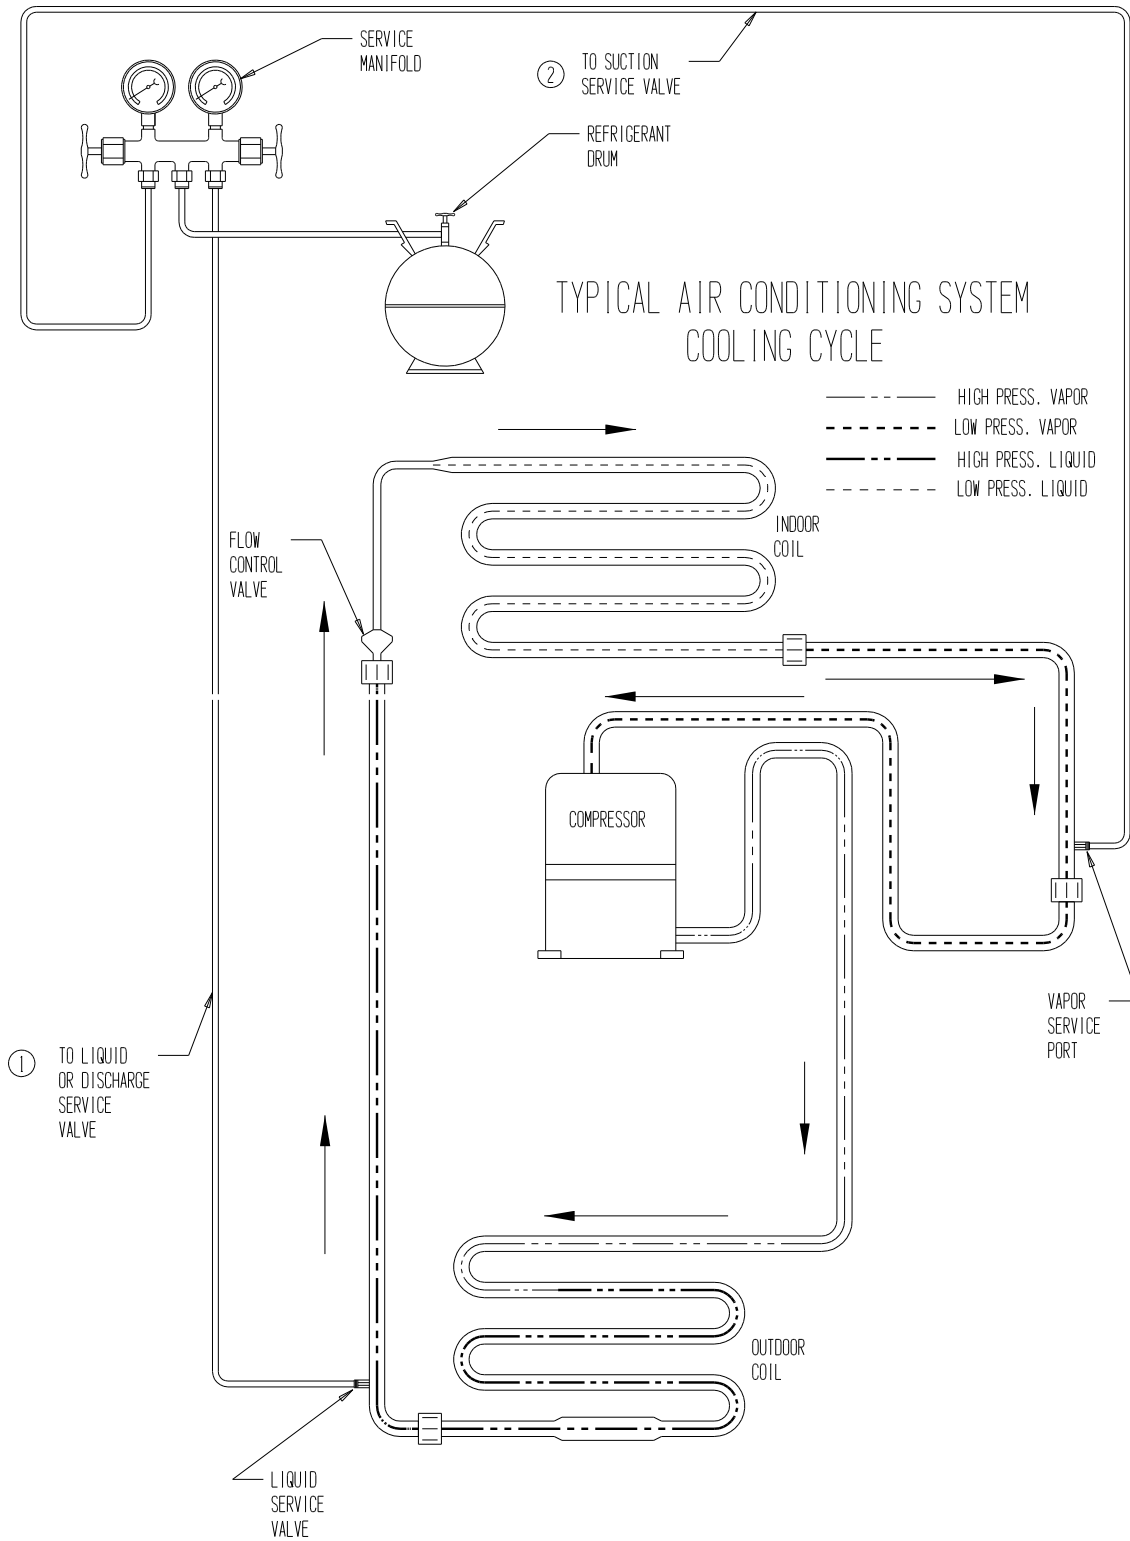 SERVICE
MANIFOLD
2
TO SUCTION
SERVICE VALVE
REFRIGERANT
DRUM
TYPICAL AIR CONDITIONING SYSTEM
COOLING CYCLE
HIGH PRESS. VAPOR
LOW PRESS. VAPOR
HIGH PRESS. LIQUID
LOW PRESS. LIQUID
INDOOR
COIL
FLOW
CONTROL
VALVE
COMPRESSOR
VAPOR
SERVICE
PORT
1
TO LIQUID
OR DISCHARGE
SERVICE
VALVE
OUTDOOR
COIL
LIQUID
SERVICE
VALVE